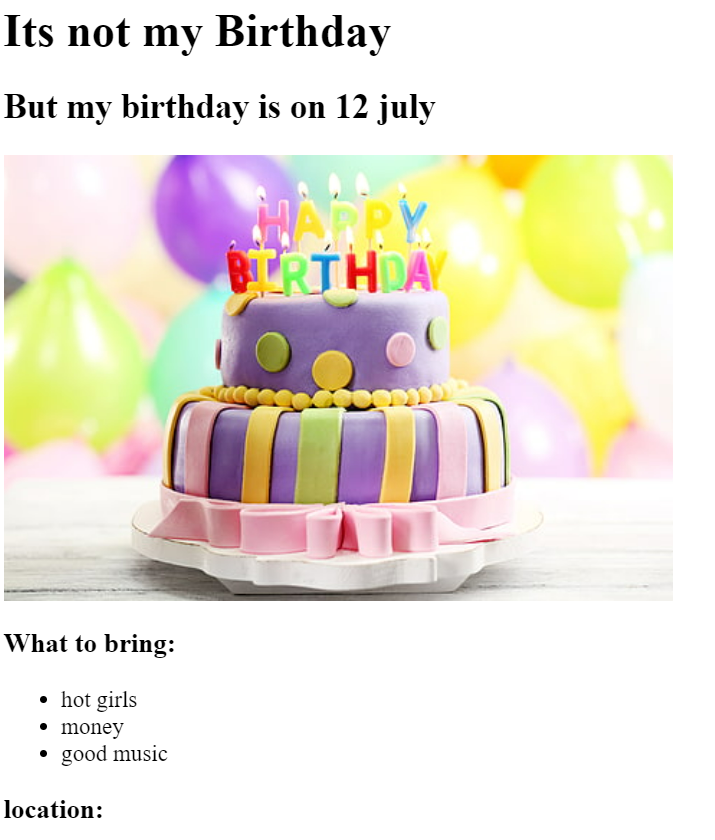 Its not my Birthday
But my birthday is on 12 july
HAPPY
BIRTHDAY
What to bring:
hot girls
money
good music
location: